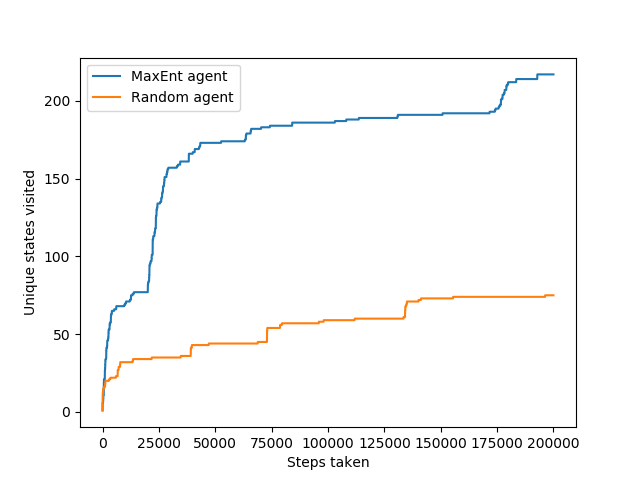 MaxEnt agent
Random agent
Unique states visited
200
150
100
50
0
0 25000 50000 75000 100000 125000 150000 175000 200000
Steps taken